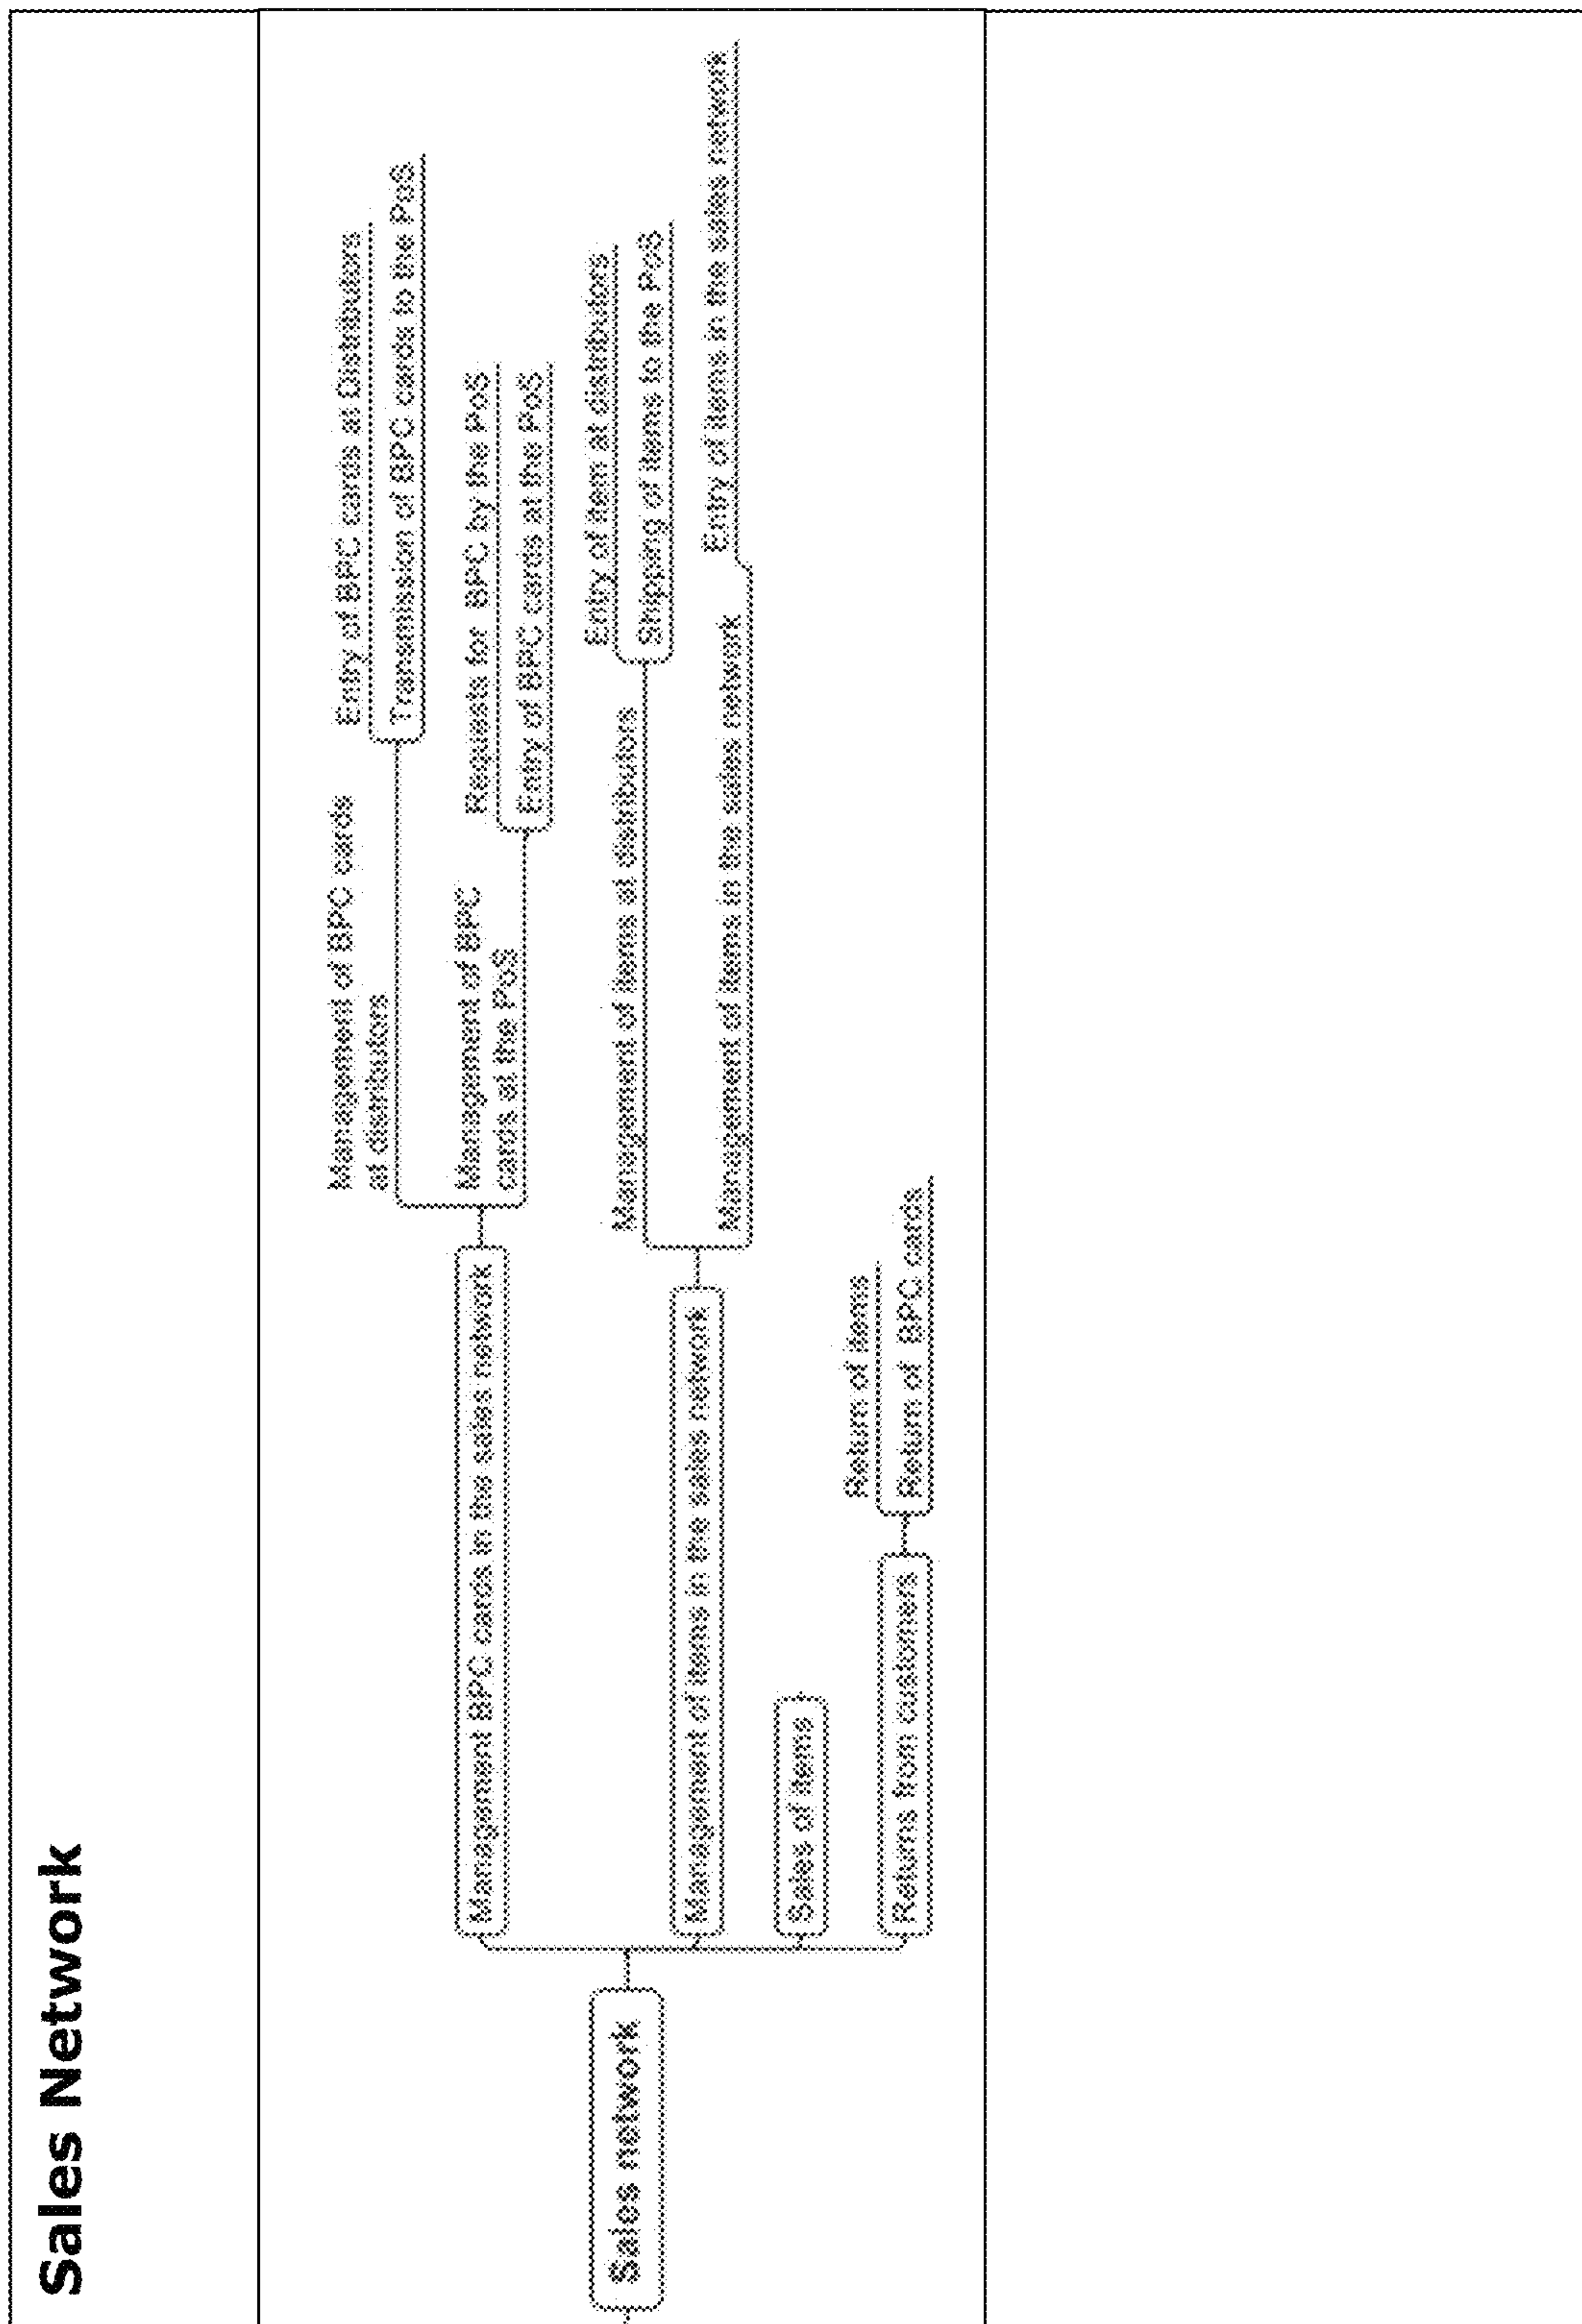 Sales Network
Sales network
Management BPC cards in the sales network
Management of BPC cards
at distributors
Entry of BPC cards at Distributors
Transmission of BPC cards to the PoS
Management of BPC
cards at the PoS
Requests for BPC by the PoS
Entry of BPC cards at the PoS
Management of items in the sales network
Management of items at distributors
Entry of item at distributors
Shipping of items to the PoS
Management of items in the sales network
Entry of items in the sales network
Sales of items
Returns from customers
Return of items
Return of BPC cards